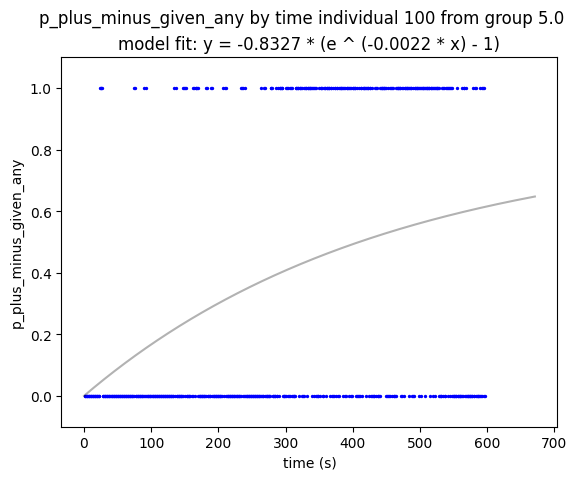 p_plus_minus_given_any by time individual 100 from group 5.0
model fit: y = -0.8327 * (e ^ (-0.0022 * x) - 1)
1.0
0.8
0.6
0.4
0.2
0.0
p_plus_minus_given_any
0 100 200 300 400 500 600 700
time (s)